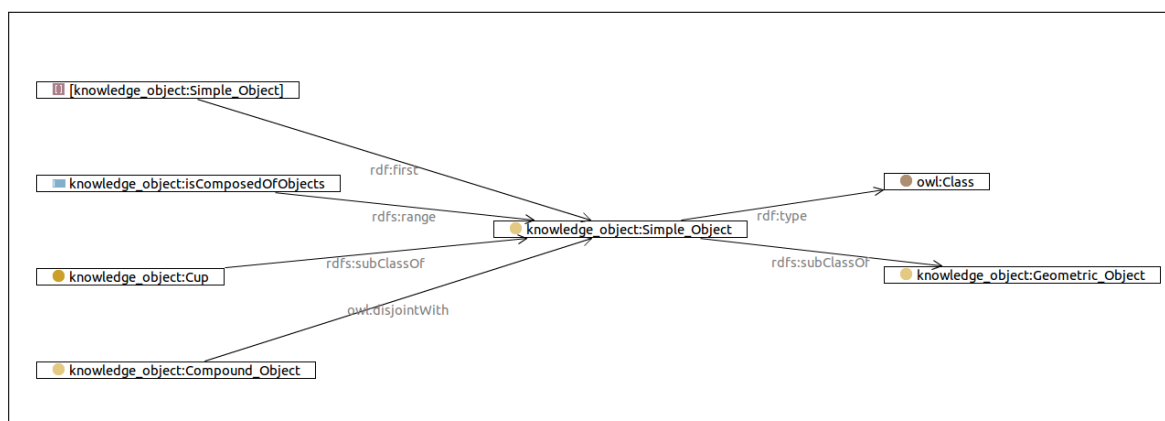 [knowledge_object:Simple_Object]
rdf:first
knowledge_object:isComposedOfObjects
rdfs:range
owl:Class
rdf:type
knowledge_object:Simple_Object
knowledge_object:Cup
rdfs:subClassOf
rdfs:subClassOf
knowledge_object:Geometric_Object
owl:disjointWith
knowledge_object:Compound_Object